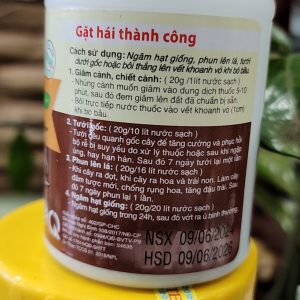 Gặt hái thành công
Cách sử dụng: Ngâm hạt giống, phun lên lá, tưới
dưới gốc hoặc bôi thẳng lên vết khoanh vỏ khi bó bầu.
1. Giâm cành, chiết cành: (20g /1lít nước sạch)
- Nhúng cành muốn giâm vào dung dịch thuốc 5-10
phút, sau đó đem giâm lên giá đất đã chuẩn bị sẵn.
- Bôi trực tiếp nước thuốc vào vết khoanh vỏ (1cm)
khi bó bầu.
2. Tưới gốc: (20g/10 lít nước sạch)
- Tưới đều quanh gốc cây để tăng cường và phục hồi
bộ rễ bị suy yếu do xử lý thuốc hoặc sau khi ngập
úng, hay hạn hán. Sau đó 7 ngày tưới lại một lần.
3. Phun lên lá: (20g/16 lít nước sạch)
- Khi cây ra đọt, khi cây ra hoa và trái non. Làm cây
đâm lược mới, chống rụng hoa, tăng đậu trái. Sau
7 ngày phun lại 1 lần.
4. Ngâm hạt giống: (20g/20 lít nước sạch)
- Ngâm hạt giống trong 24h, sau đó vớt ra ủ bình thường.
NSX 09/06/2024
HSD 09/06/2026